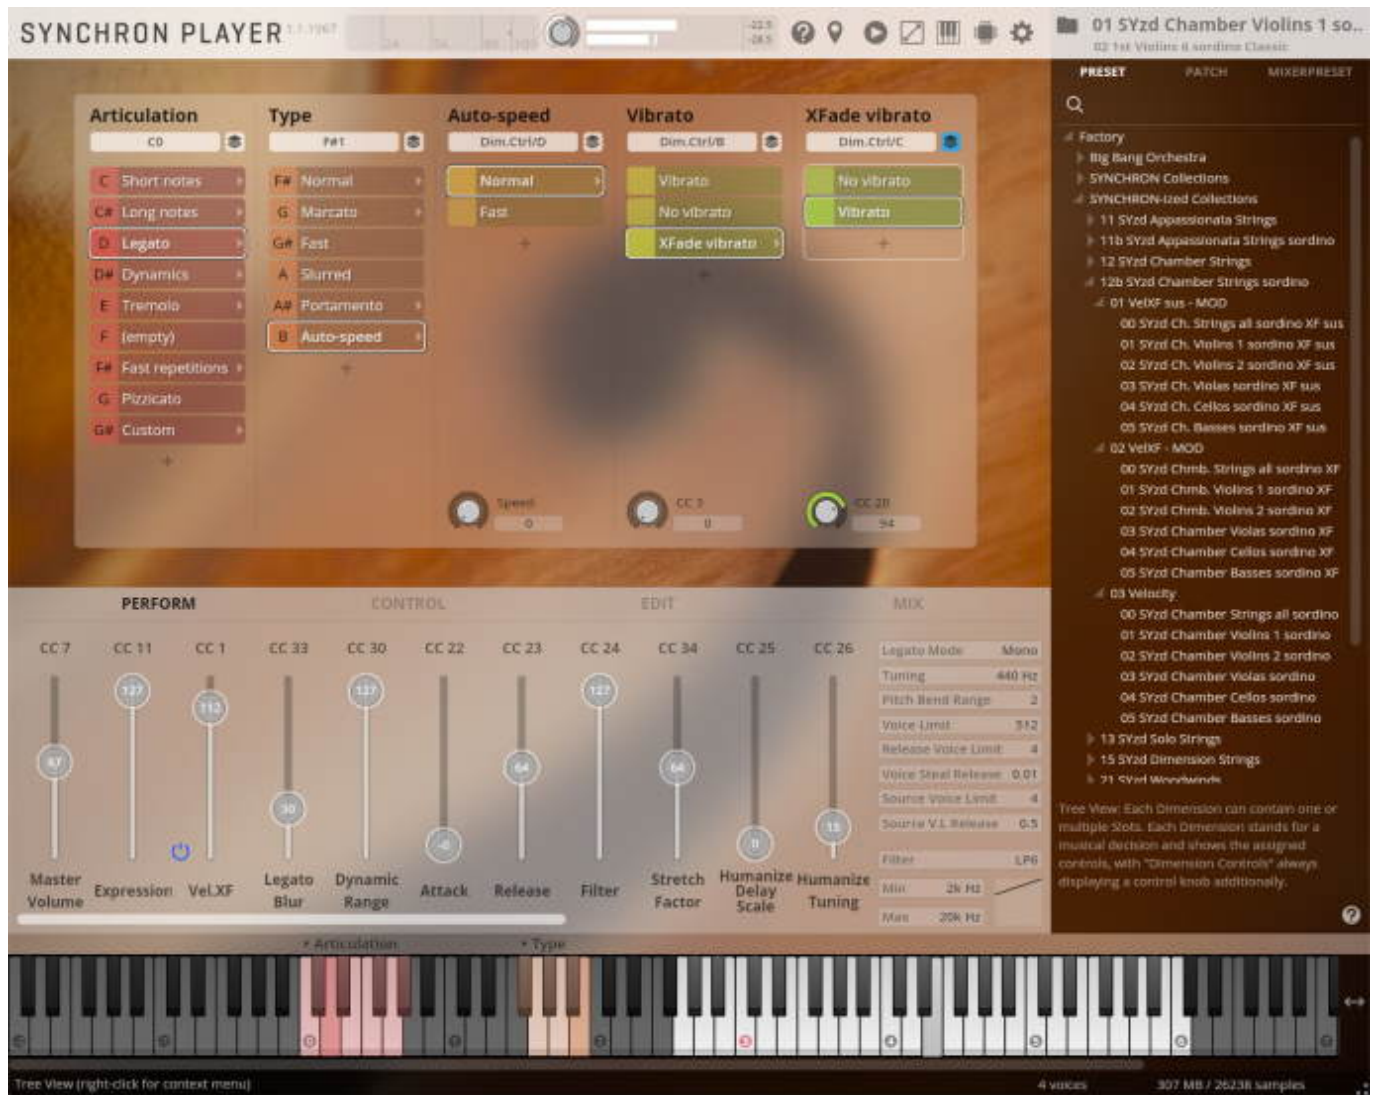 SYNCHRON PLAYER
1.1.1967
-22.9
-28.5
01 SYzd Chamber Violins 1 so..
02 1st Violins 6 sordino Classic
PRESET PATCH MIXERPRESET
Articulation
C0
C Short notes
C# Long notes
D Legato
D# Dynamics
E Tremolo
F (empty)
F# Fast repetitions
G Pizzicato
G# Custom
+
Type
F#1
F# Normal
G Marcato
G# Fast
A Slurred
A# Portamento
B Auto-speed
+
Auto-speed
Dim.Ctrl/D
Normal
Fast
+
Speed
0
Vibrato
Dim.Ctrl/B
Vibrato
No vibrato
XFade vibrato
+
0
XFade vibrato
Dim.Ctrl/C
No vibrato
Vibrato
+
CC 28
94
Factory
Big Bang Orchestra
SYNCHRON Collections
SYNCHRON-ized Collections
11 SYzd Appassionata Strings
11b SYzd Appassionata Strings sordino
12 SYzd Chamber Strings
12b SYzd Chamber Strings sordino
01 VelXF sus - MOD
00 SYzd Ch. Strings all sordino XF sus
01 SYzd Ch. Violins 1 sordino XF sus
02 SYzd Ch. Violins 2 sordino XF sus
03 SYzd Ch. Violas sordino XF sus
04 SYzd Ch. Cellos sordino XF sus
05 SYzd Ch. Basses sordino XF sus
02 VelXF - MOD
00 SYzd Chmb. Strings all sordino XF
01 SYzd Chmb. Violins 1 sordino XF
02 SYzd Chmb. Violins 2 sordino XF
03 SYzd Chamber Violas sordino XF
04 SYzd Chamber Cellos sordino XF
05 SYzd Chamber Basses sordino XF
03 Velocity
00 SYzd Chamber Strings all sordino
01 SYzd Chamber Violins 1 sordino
02 SYzd Chamber Violins 2 sordino
03 SYzd Chamber Violas sordino
04 SYzd Chamber Cellos sordino
05 SYzd Chamber Basses sordino
13 SYzd Solo Strings
15 SYzd Dimension Strings
21 SYzd Woodwinds
Tree View: Each Dimension can contain one or
multiple Slots. Each Dimension stands for a
musical decision and shows the assigned
controls, with "Dimension Controls" always
displaying a control knob additionally.
PERFORM CONTROL EDIT MIX
CC 7 CC 11 CC 1 CC 33 CC 30 CC 22 CC 23 CC 24 CC 34 CC 25 CC 26
127 112 30 127 64 127 64 0 15
Master Volume
Expression
Vel.XF
Legato Blur
Dynamic Range
Attack
Release
Filter
Stretch Factor
Humanize Delay Scale
Humanize Tuning
Legato Mode Mono
Tuning 440 Hz
Pitch Bend Range 2
Voice Limit 512
Release Voice Limit 4
Voice Steal Release 0.01
Source Voice Limit 4
Source V.L Release 0.5
Filter LP6
Min 2k Hz
Max 20k Hz
Articulation Type
Tree View (right-click for context menu)
4 voices 307 MB / 26238 samples